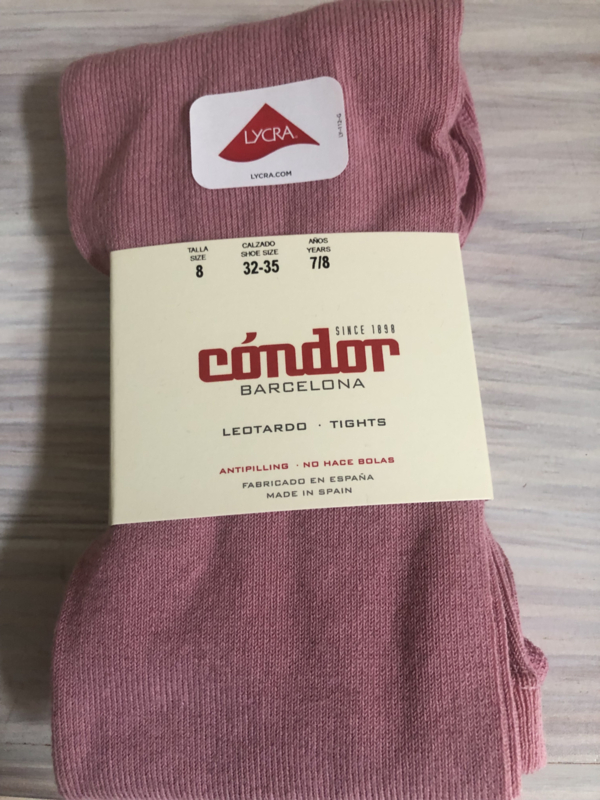 LYCRA®
LYCRA.COM
TALLA
SIZE
8
CALZADO
SHOE SIZE
32-35
AÑOS
YEARS
7/8
SINCE 1898
cóndor
BARCELONA
LEOTARDO · TIGHTS
ANTIPILLING · NO HACE BOLAS
FABRICADO EN ESPAÑA
MADE IN SPAIN